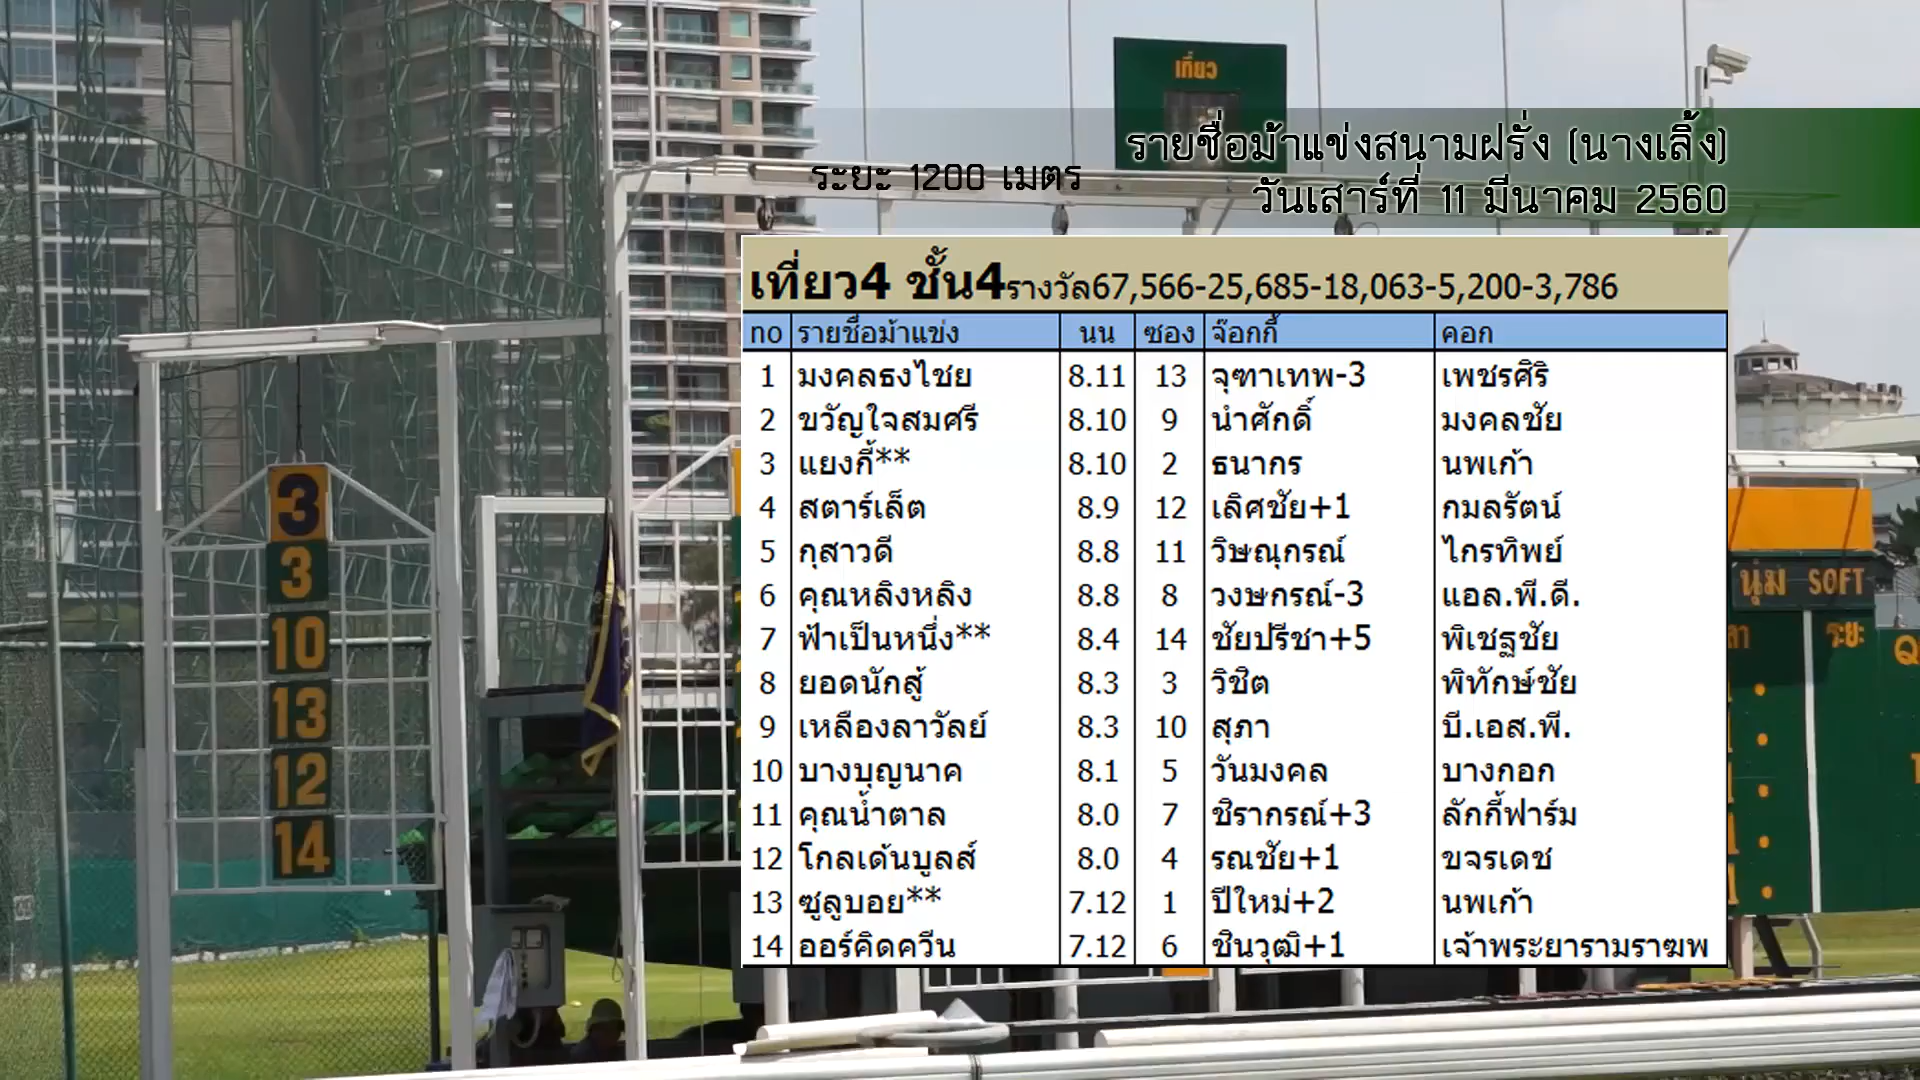 เที่ยว
รายชื่อม้าแข่งสนามฝรั่ง (นางเลิ้ง)
ระยะ 1200 เมตร
วันเสาร์ที่ 11 มีนาคม 2560
เที่ยว4 ชั้น4รางวัล67,566-25,685-18,063-5,200-3,786
no รายชื่อม้าแข่ง นน ซอง จ๊อกกี้ คอก
1 มงคลธงไชย 8.11 13 จุฑาเทพ-3 เพชรศิริ
2 ขวัญใจสมศรี 8.10 9 นำศักดิ์ มงคลชัย
3 แยงกี้** 8.10 2 ธนากร นพเก้า
4 สตาร์เล็ต 8.9 12 เลิศชัย+1 กมลรัตน์
5 กุสาวดี 8.8 11 วิษณุกรณ์ ไกรทิพย์
6 คุณหลิงหลิง 8.8 8 วงษกรณ์-3 แอล.พี.ดี.
7 ฟ้าเป็นหนึ่ง** 8.4 14 ชัยปรีชา+5 พิเชฐชัย
8 ยอดนักสู้ 8.3 3 วิชิต พิทักษ์ชัย
9 เหลืองลาวัลย์ 8.3 10 สุภา บี.เอส.พี.
10 บางบุญนาค 8.1 5 วันมงคล บางกอก
11 คุณน้ำตาล 8.0 7 ชิรากรณ์+3 ลักกี้ฟาร์ม
12 โกลเด้นบูลส์ 8.0 4 รณชัย+1 ขจรเดช
13 ซูลูบอย** 7.12 1 ปีใหม่+2 นพเก้า
14 ออร์คิดควีน 7.12 6 ชินวุฒิ+1 เจ้าพระยารามราฆพ
3
3
10
13
12
14
นุ่ม SOFT
ระยะ